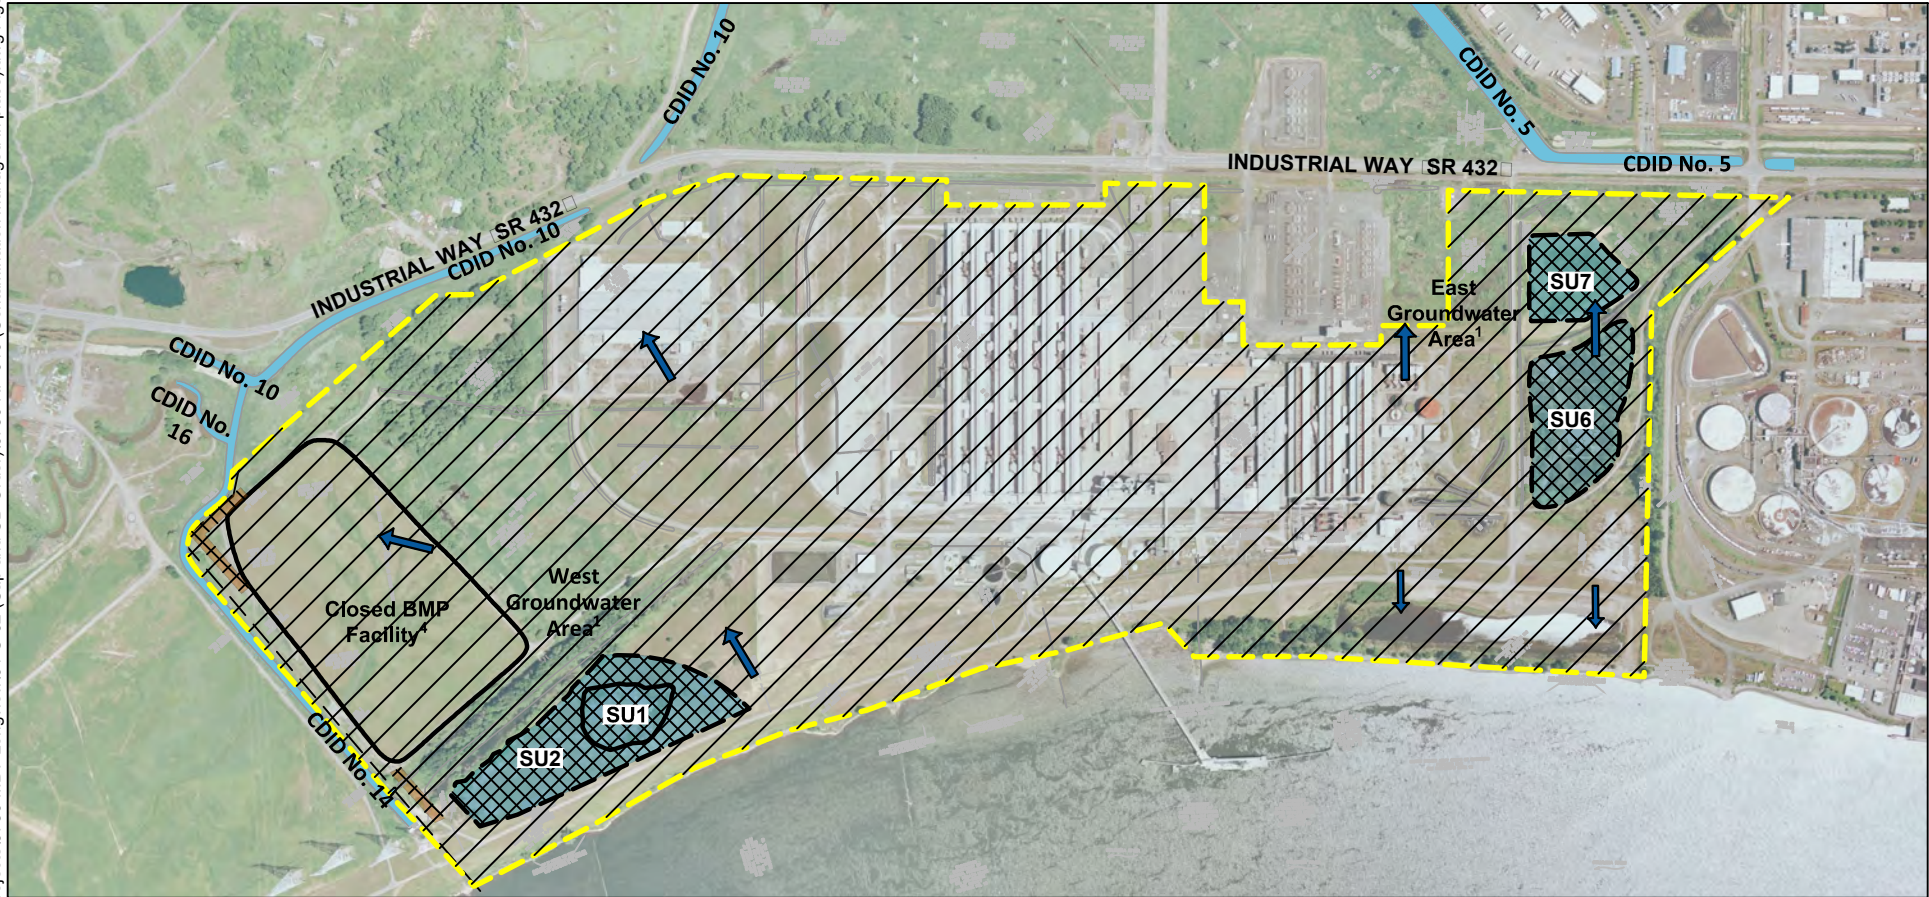 CDID No. 10
CDID No. 5
INDUSTRIAL WAY SR 432
CDID No. 5
INDUSTRIAL WAY SR 432
CDID No. 10
SU7
East
Groundwater
Area1
CDID No. 10
CDID No.
16
SU6
West
Groundwater
Area1
Closed BMP
Facility4
SU1
SU2
CDID No. 14